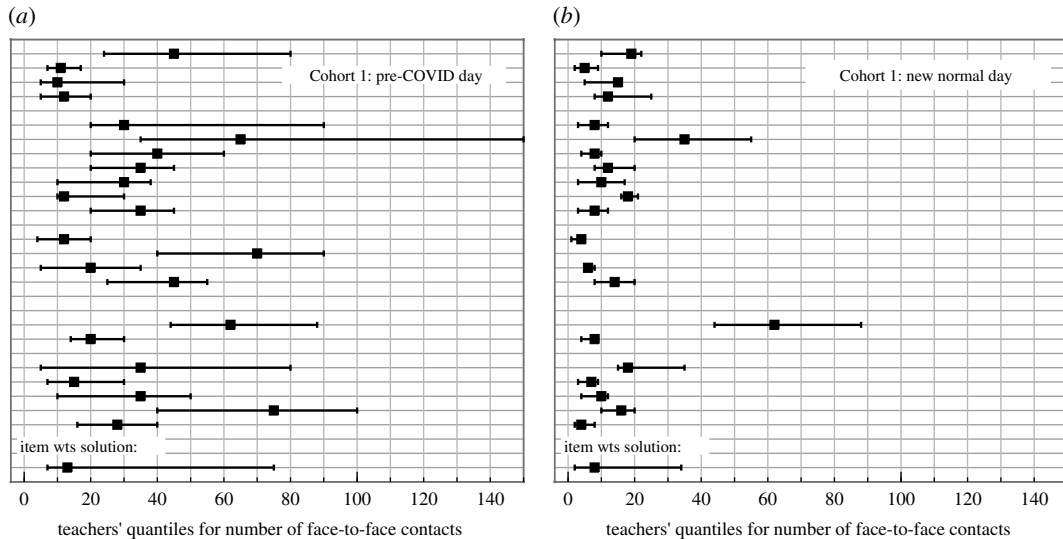 (a)
(b)
Cohort 1: pre-COVID day
Cohort 1: new normal day
item wts solution:
item wts solution:
0 20 40 60 80 100 120 140
0 20 40 60 80 100 120 140
teachers' quantiles for number of face-to-face contacts
teachers' quantiles for number of face-to-face contacts